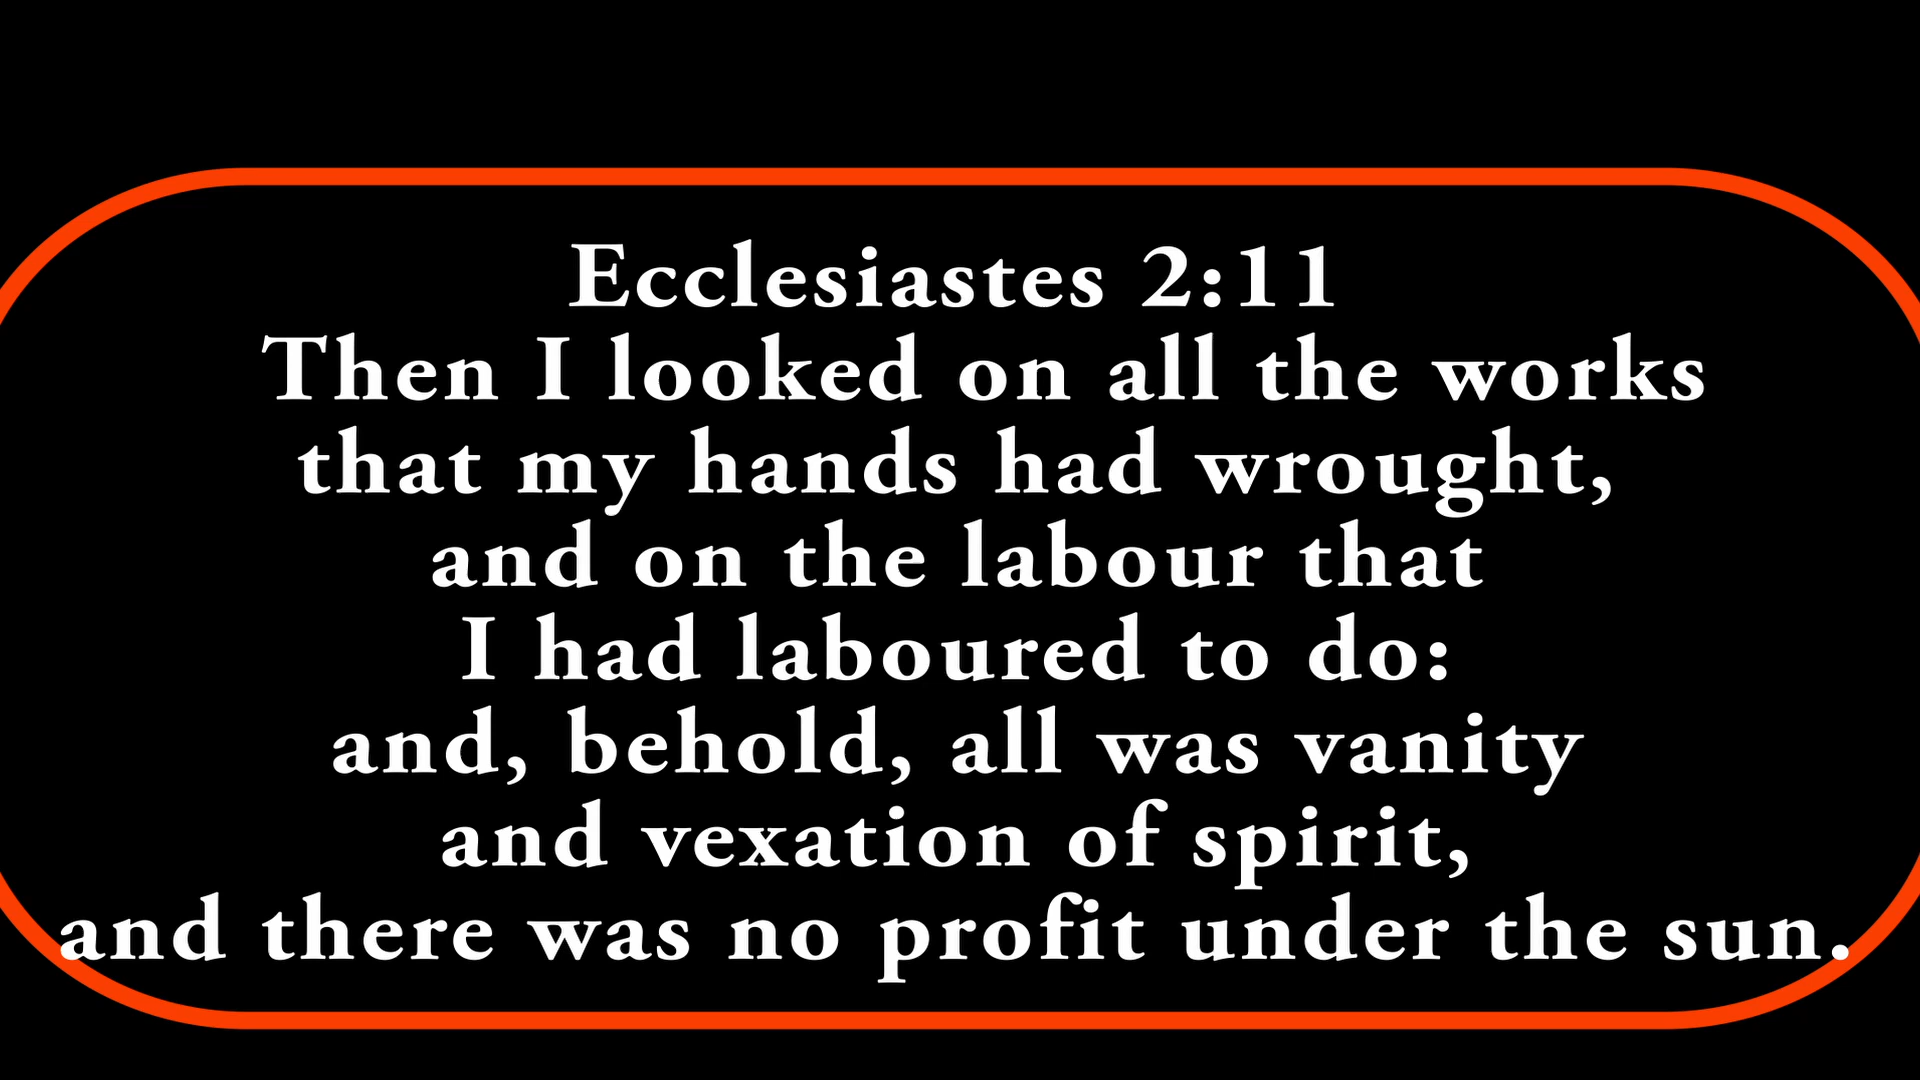 Ecclesiastes 2:11
Then I looked on all the works
that my hands had wrought,
and on the labour that
I had laboured to do:
and, behold, all was vanity
and vexation of spirit,
and there was no profit under the sun.